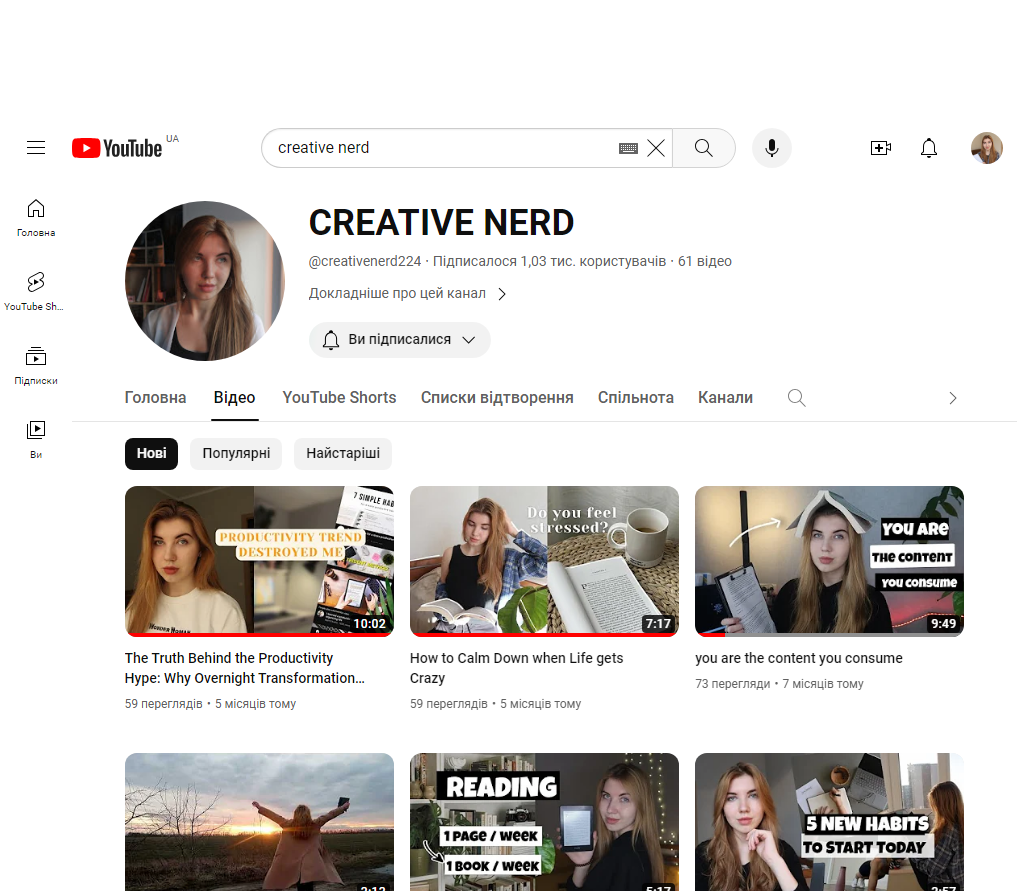 YouTube UA
creative nerd
Головна
YouTube Sh...
Підписки
Ви
CREATIVE NERD
@creativenerd224 · Підписалося 1,03 тис. користувачів · 61 відео
Докладніше про цей канал
Ви підписалися
Головна Відео YouTube Shorts Списки відтворення Спільнота Канали
Нові Популярні Найстаріші
7 SIMPLE HAB
PRODUCTIVITY TREND
DESTROYED ME
10:02
The Truth Behind the Productivity
Hype: Why Overnight Transformation...
59 переглядів • 5 місяців тому
Do you feel
stressed?
7:17
How to Calm Down when Life gets
Crazy
59 переглядів • 5 місяців тому
YOU ARE
THE CONTENT
YOU CONSUME
9:49
you are the content you consume
73 перегляди • 7 місяців тому
READING
1 PAGE / WEEK
1 BOOK / WEEK
5:17
5 NEW HABITS
TO START TODAY